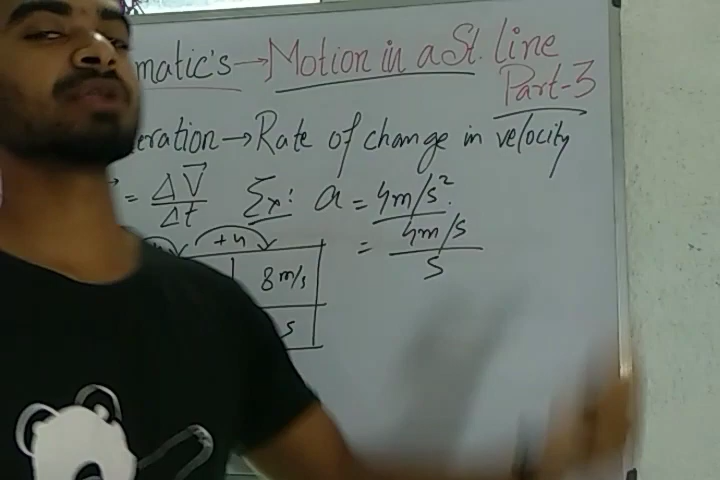 matic's → Motion in a St. line
Part-3
eration → Rate of change in velocity
= ΔV/Δt Ex: a = 4m/s².
= 4m/s / s
+4
8 m/s
s